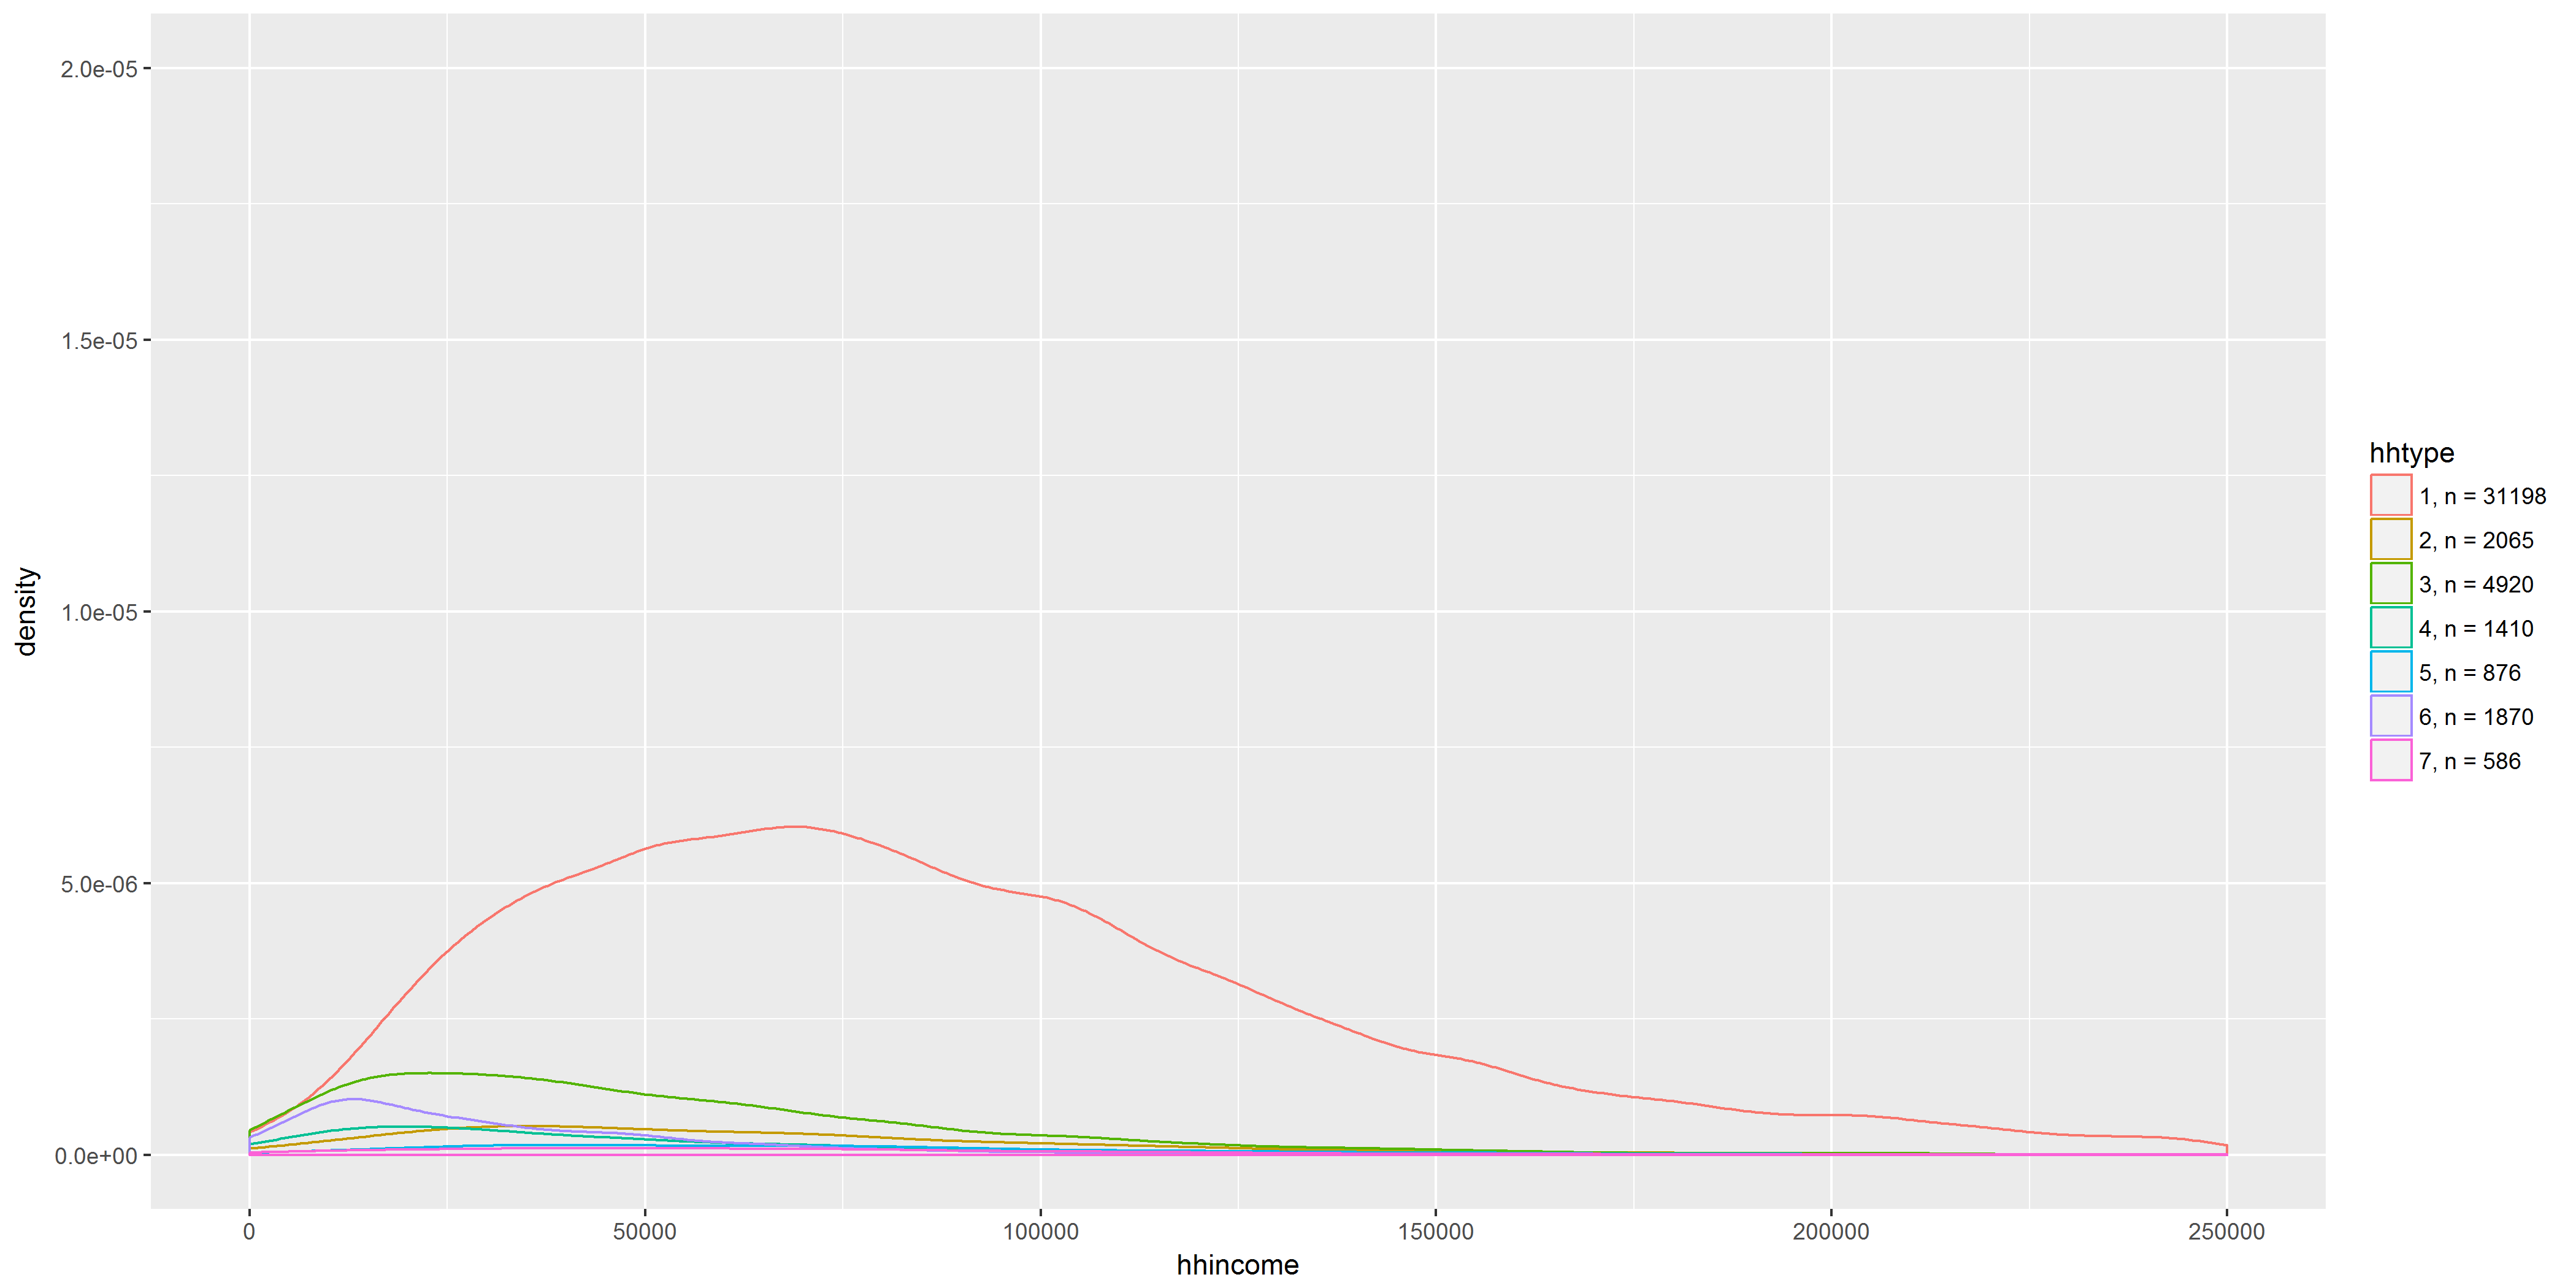 2.0e-05
1.5e-05
1.0e-05
5.0e-06
0.0e+00
density
0 50000 100000 150000 200000 250000
hhincome
hhtype
1, n = 31198
2, n = 2065
3, n = 4920
4, n = 1410
5, n = 876
6, n = 1870
7, n = 586